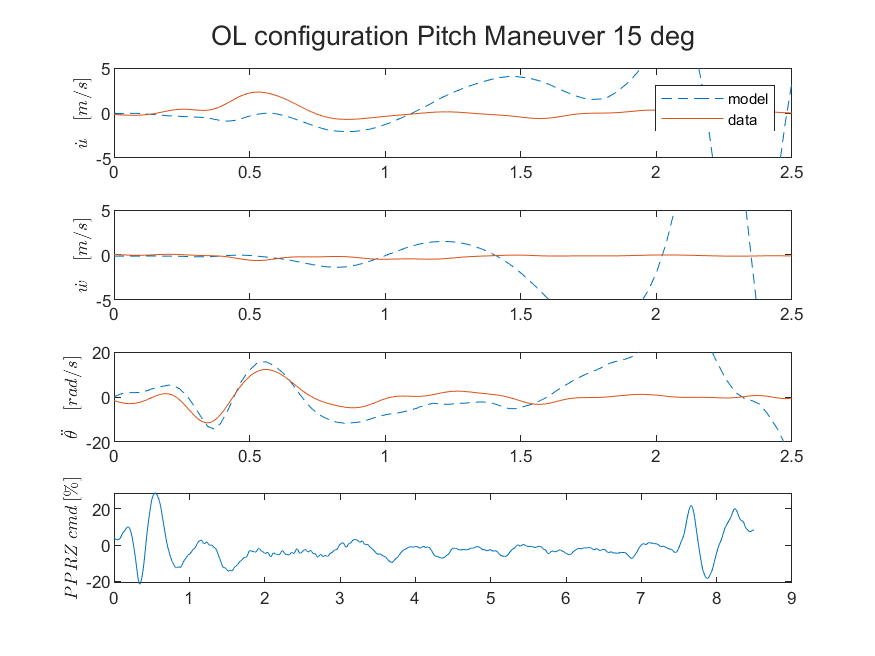 OL configuration Pitch Maneuver 15 deg
u̇ [m/s]
5
0
-5
0 0.5 1 1.5 2 2.5
model
data
ẇ [m/s]
5
0
-5
0 0.5 1 1.5 2 2.5
θ̈ [rad/s]
20
0
-20
0 0.5 1 1.5 2 2.5
PPRZ cmd [%]
20
0
-20
0 1 2 3 4 5 6 7 8 9